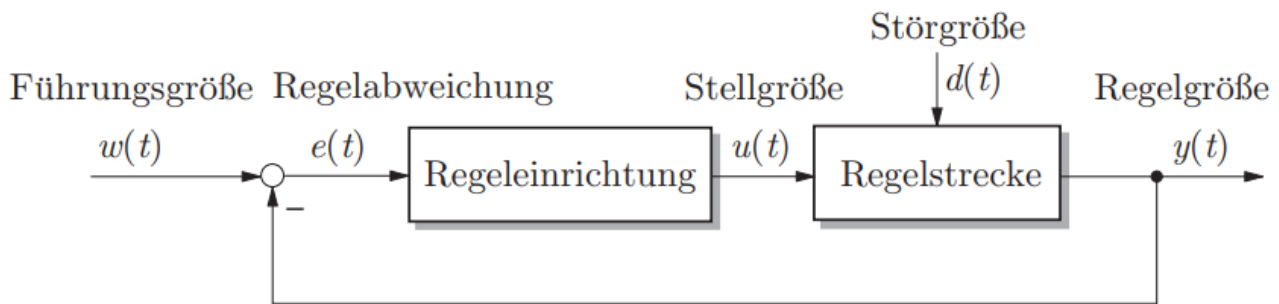 Störgröße
Führungsgröße Regelabweichung Stellgröße d(t) Regelgröße
w(t) e(t) u(t) y(t)
Regeleinrichtung Regelstrecke
–